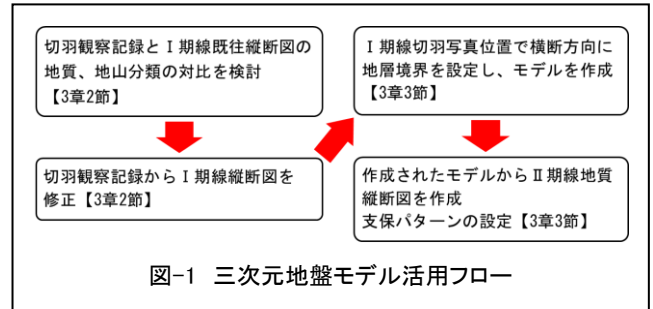 切羽観察記録とⅠ期線既往縦断図の
地質、地山分類の対比を検討
【3章2節】
切羽観察記録からⅠ期線縦断図を
修正【3章2節】
Ⅰ期線切羽写真位置で横断方向に
地層境界を設定し、モデルを作成
【3章3節】
作成されたモデルからⅡ期線地質
縦断図を作成
支保パターンの設定【3章3節】
図-1 三次元地盤モデル活用フロー